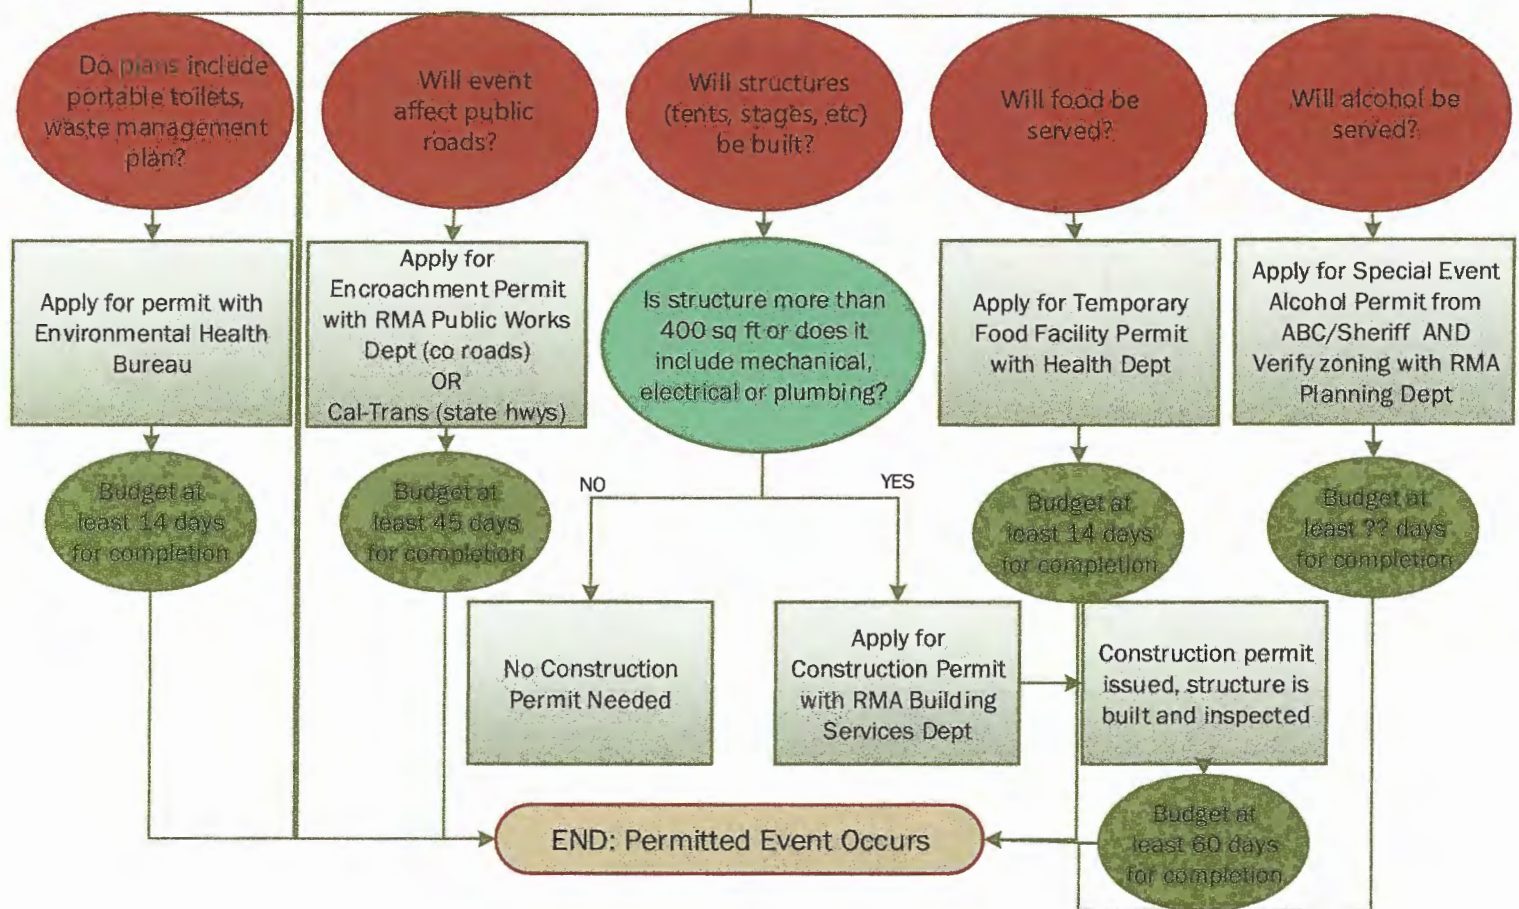 Do plans include
portable toilets,
waste management
plan?
Will event
affect public
roads?
Will structures
(tents, stages, etc)
be built?
Will food be
served?
Will alcohol be
served?
Apply for permit with
Environmental Health
Bureau
Apply for
Encroachment Permit
with RMA Public Works
Dept (co roads)
OR
Cal-Trans (state hwys)
Is structure more than
400 sq ft or does it
include mechanical,
electrical or plumbing?
Apply for Temporary
Food Facility Permit
with Health Dept
Apply for Special Event
Alcohol Permit from
ABC/Sheriff AND
Verify zoning with RMA
Planning Dept
Budget at
least 14 days
for completion
Budget at
least 45 days
for completion
NO
YES
Budget at
least 14 days
for completion
Budget at
least ?? days
for completion
No Construction
Permit Needed
Apply for
Construction Permit
with RMA Building
Services Dept
Construction permit
issued, structure is
built and inspected
Budget at
least 60 days
for completion
END: Permitted Event Occurs